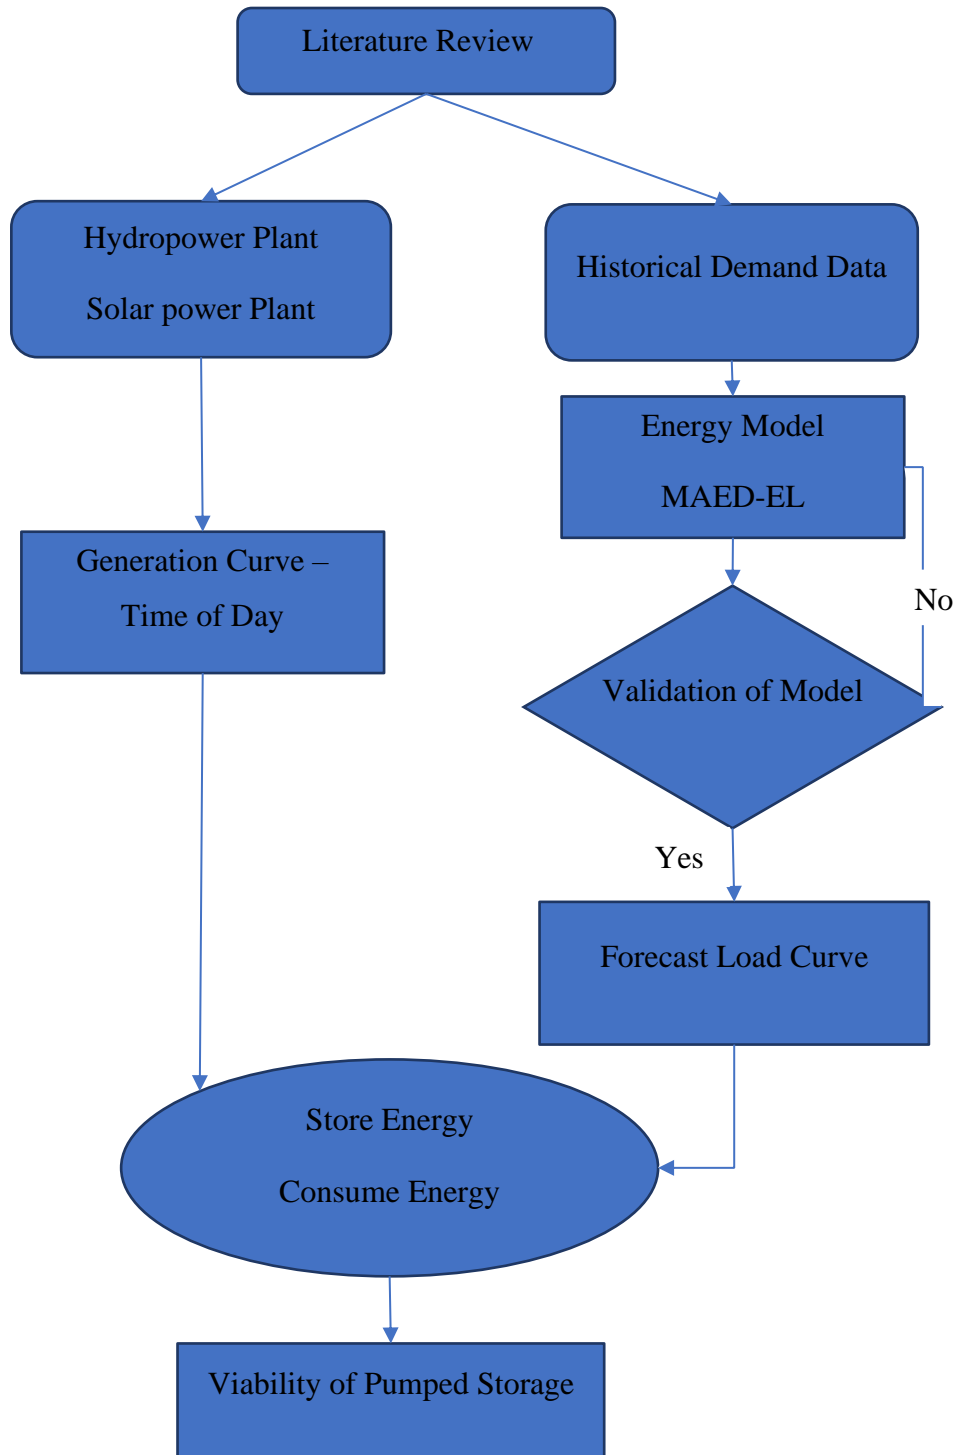 Literature Review
Hydropower Plant
Solar power Plant
Historical Demand Data
Energy Model
MAED-EL
Generation Curve –
Time of Day
No
Validation of Model
Yes
Forecast Load Curve
Store Energy
Consume Energy
Viability of Pumped Storage